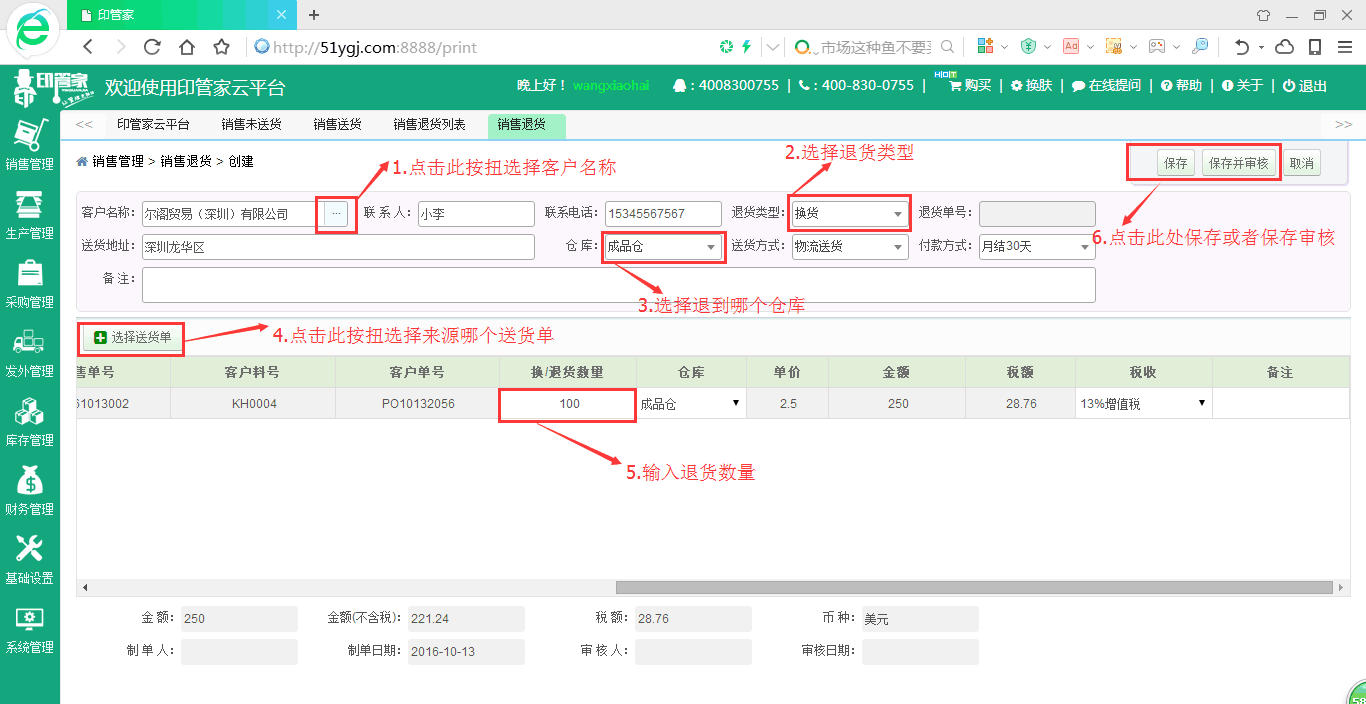 印管家
http://51ygj.com:8888/print
市场这种鱼不要
Ad
印管家
欢迎使用印管家云平台
晚上好！ wangxiaohai
: 4008300755 | : 400-830-0755 | 购买 | 换肤 | 在线提问 | 帮助 | 关于 | 退出
HOT
<< 印管家云平台 销售未送货 销售送货 销售退货列表 销售退货 >>
销售管理
生产管理
采购管理
发外管理
库存管理
财务管理
基础设置
系统管理
销售管理 > 销售退货 > 创建
1.点击此按扭选择客户名称
2.选择退货类型
保存 保存并审核 取消
客户名称: 尔阁贸易（深圳）有限公司 ... 联 系 人: 小李 联系电话: 15345567567 退货类型: 换货 退货单号:
送货地址: 深圳龙华区 仓 库: 成品仓 送货方式: 物流送货 付款方式: 月结30天
6.点击此处保存或者保存审核
备 注:
3.选择退到哪个仓库
选择送货单
4.点击此按扭选择来源哪个送货单
售单号 客户料号 客户单号 换/退货数量 仓库 单价 金额 税额 税收 备注
61013002 KH0004 PO10132056 100 成品仓 2.5 250 28.76 13%增值税
5.输入退货数量
金 额: 250 金额(不含税): 221.24 税 额: 28.76 币 种: 美元
制 单 人: 制单日期: 2016-10-13 审 核 人: 审核日期: